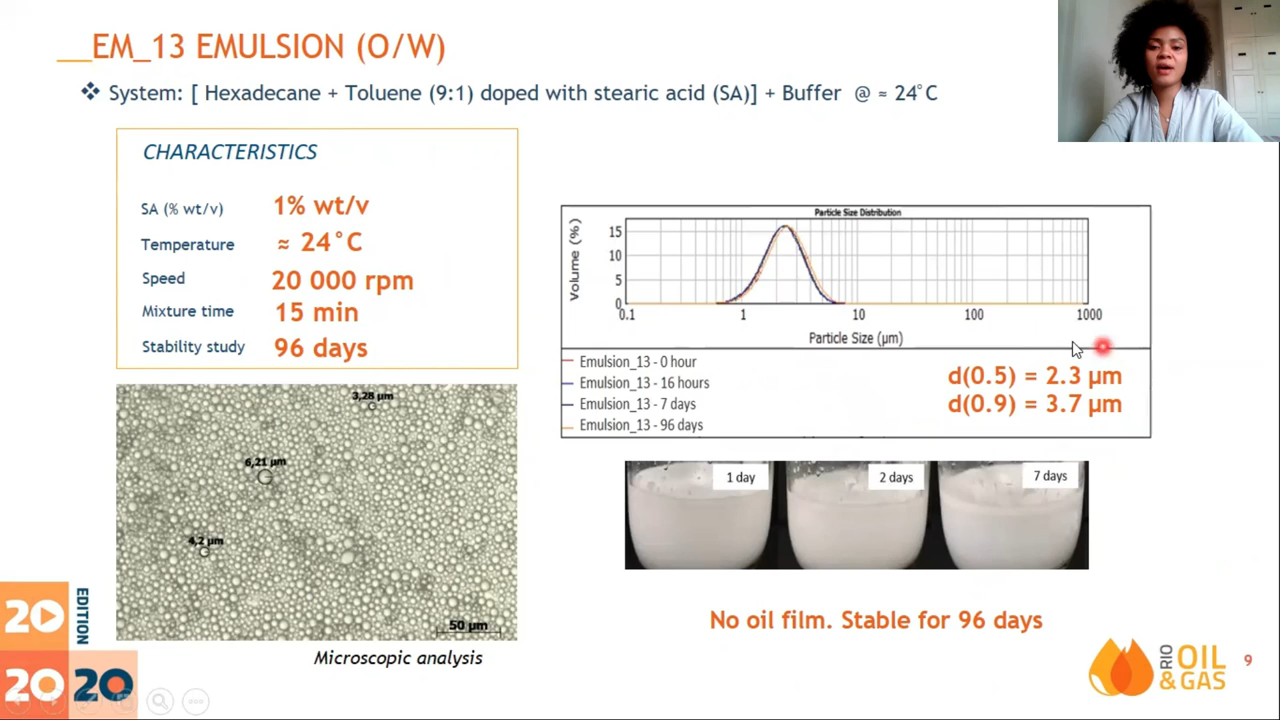 __EM_13 EMULSION (O/W)
❖ System: [ Hexadecane + Toluene (9:1) doped with stearic acid (SA)] + Buffer @ ≈ 24°C
CHARACTERISTICS
SA (% wt/v) 1% wt/v
Temperature ≈ 24°C
Speed 20 000 rpm
Mixture time 15 min
Stability study 96 days
3,28 µm
6,21 µm
4,2 µm
50 µm
Microscopic analysis
Particle Size Distribution
Volume (%)
15
10
5
0
0.1 1 10 100 1000
Particle Size (µm)
Emulsion_13 - 0 hour
Emulsion_13 - 16 hours
Emulsion_13 - 7 days
Emulsion_13 - 96 days
d(0.5) = 2.3 µm
d(0.9) = 3.7 µm
1 day
2 days
7 days
No oil film. Stable for 96 days
20
EDITION
20 20
RIO OIL
& GAS
9